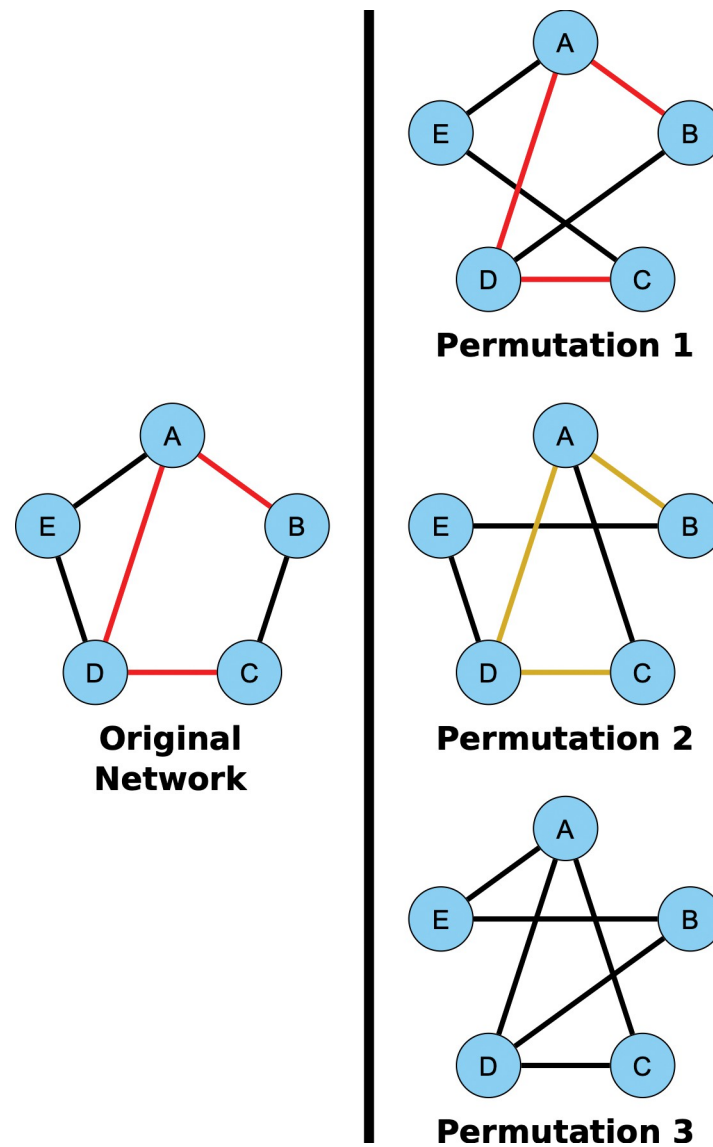 A
E
B
D
C
Original
Network
A
E
B
D
C
Permutation 1
A
E
B
D
C
Permutation 2
A
E
B
D
C
Permutation 3